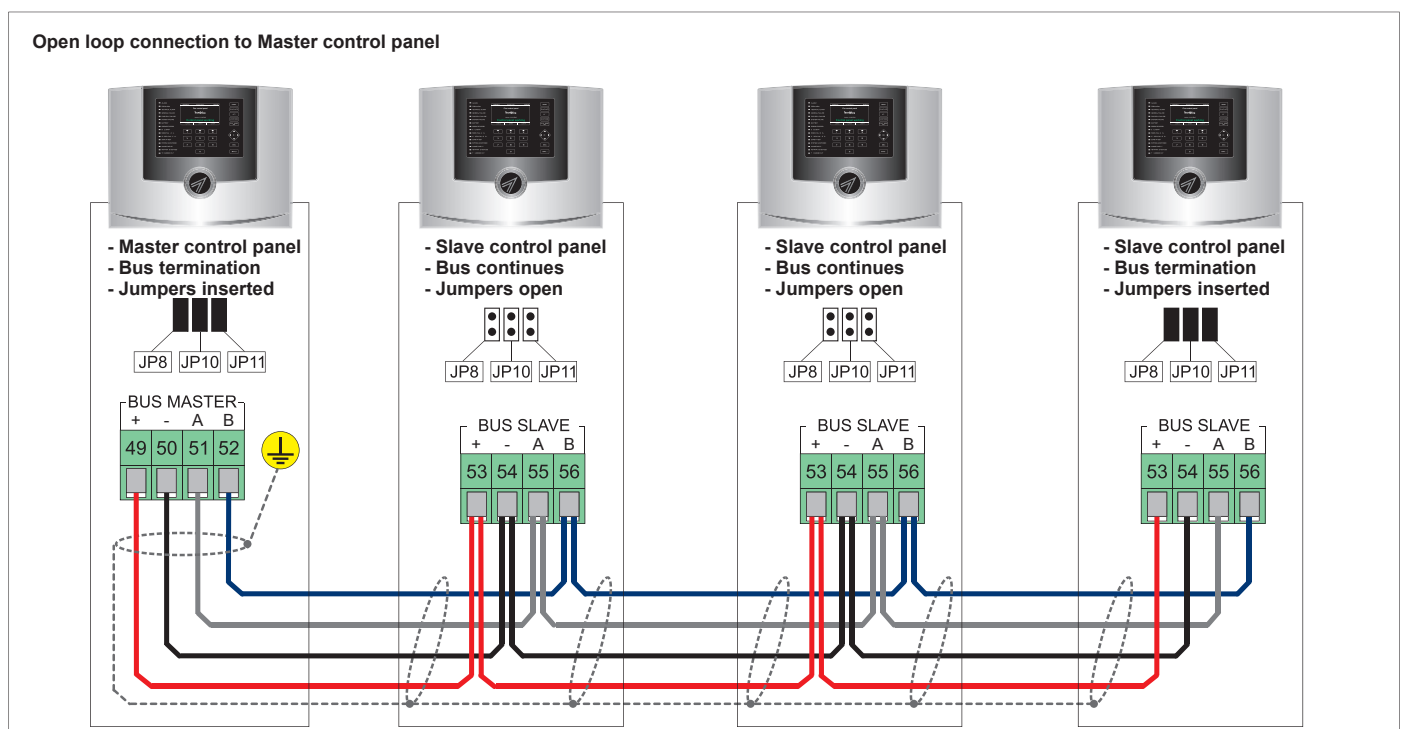 Open loop connection to Master control panel
- Master control panel
- Bus termination
- Jumpers inserted
JP8 JP10 JP11
BUS MASTER
+ - A B
49 50 51 52
- Slave control panel
- Bus continues
- Jumpers open
JP8 JP10 JP11
BUS SLAVE
+ - A B
53 54 55 56
- Slave control panel
- Bus continues
- Jumpers open
JP8 JP10 JP11
BUS SLAVE
+ - A B
53 54 55 56
- Slave control panel
- Bus termination
- Jumpers inserted
JP8 JP10 JP11
BUS SLAVE
+ - A B
53 54 55 56